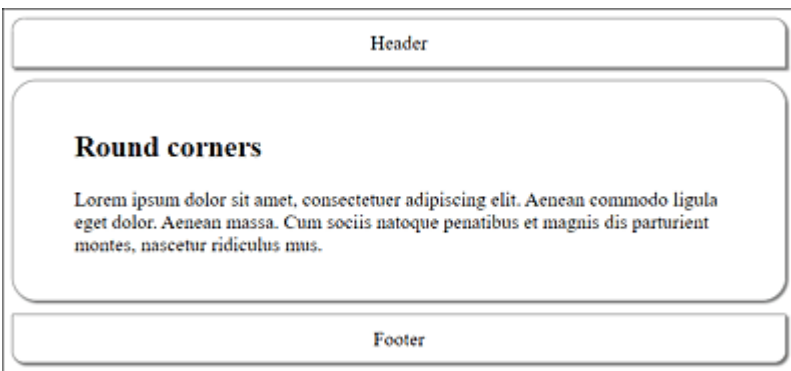 Header
Round corners
Lorem ipsum dolor sit amet, consectetuer adipiscing elit. Aenean commodo ligula
eget dolor. Aenean massa. Cum sociis natoque penatibus et magnis dis parturient
montes, nascetur ridiculus mus.
Footer